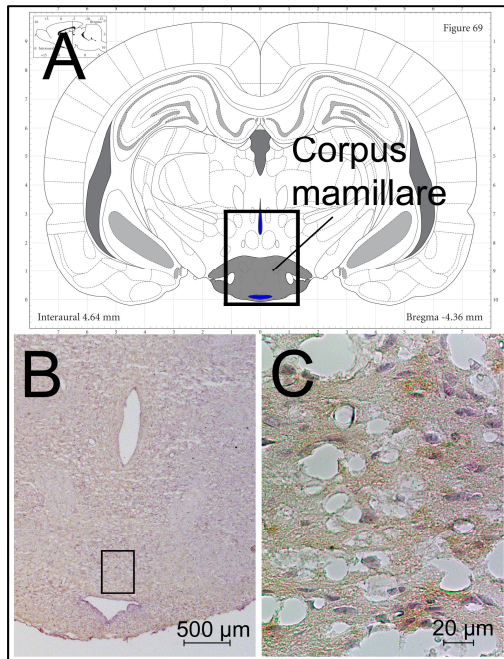 Figure 69
A
Corpus
mamillare
Interaural 4.64 mm
Bregma -4.36 mm
B
500 µm
C
20 µm